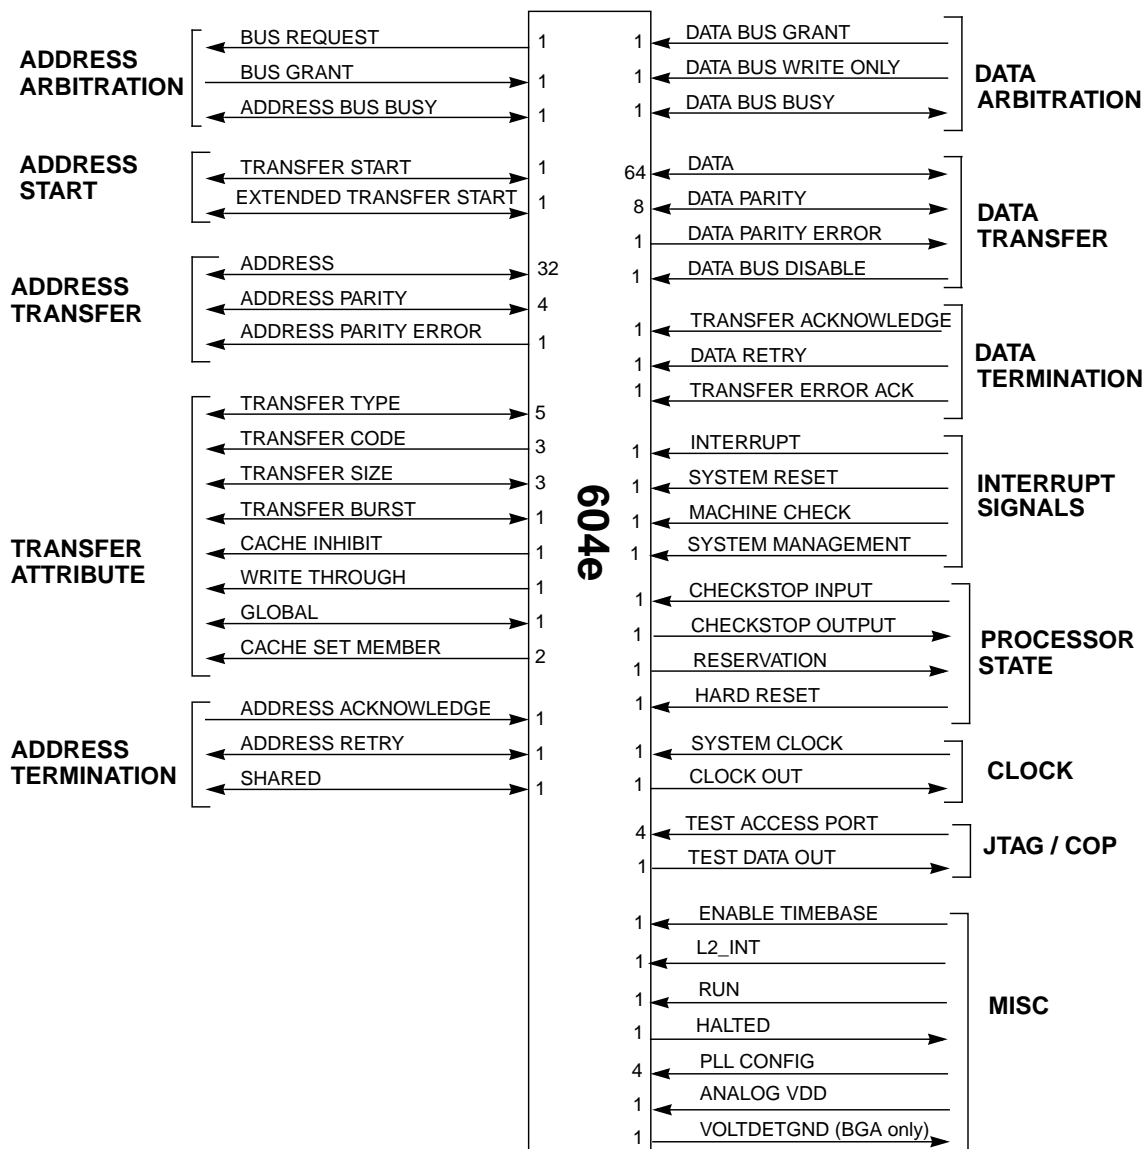 ADDRESS
ARBITRATION
BUS REQUEST 1
BUS GRANT 1
ADDRESS BUS BUSY 1
ADDRESS
START
TRANSFER START 1
EXTENDED TRANSFER START 1
ADDRESS
TRANSFER
ADDRESS 32
ADDRESS PARITY 4
ADDRESS PARITY ERROR 1
TRANSFER
ATTRIBUTE
TRANSFER TYPE 5
TRANSFER CODE 3
TRANSFER SIZE 3
TRANSFER BURST 1
CACHE INHIBIT 1
WRITE THROUGH 1
GLOBAL 1
CACHE SET MEMBER 2
ADDRESS
TERMINATION
ADDRESS ACKNOWLEDGE 1
ADDRESS RETRY 1
SHARED 1
604e
1 DATA BUS GRANT
1 DATA BUS WRITE ONLY
1 DATA BUS BUSY
DATA
ARBITRATION
64 DATA
8 DATA PARITY
1 DATA PARITY ERROR
1 DATA BUS DISABLE
DATA
TRANSFER
1 TRANSFER ACKNOWLEDGE
1 DATA RETRY
1 TRANSFER ERROR ACK
DATA
TERMINATION
1 INTERRUPT
1 SYSTEM RESET
1 MACHINE CHECK
1 SYSTEM MANAGEMENT
INTERRUPT
SIGNALS
1 CHECKSTOP INPUT
1 CHECKSTOP OUTPUT
1 RESERVATION
1 HARD RESET
PROCESSOR
STATE
1 SYSTEM CLOCK
1 CLOCK OUT
CLOCK
4 TEST ACCESS PORT
1 TEST DATA OUT
JTAG / COP
1 ENABLE TIMEBASE
1 L2_INT
1 RUN
1 HALTED
4 PLL CONFIG
1 ANALOG VDD
1 VOLTDETGND (BGA only)
MISC